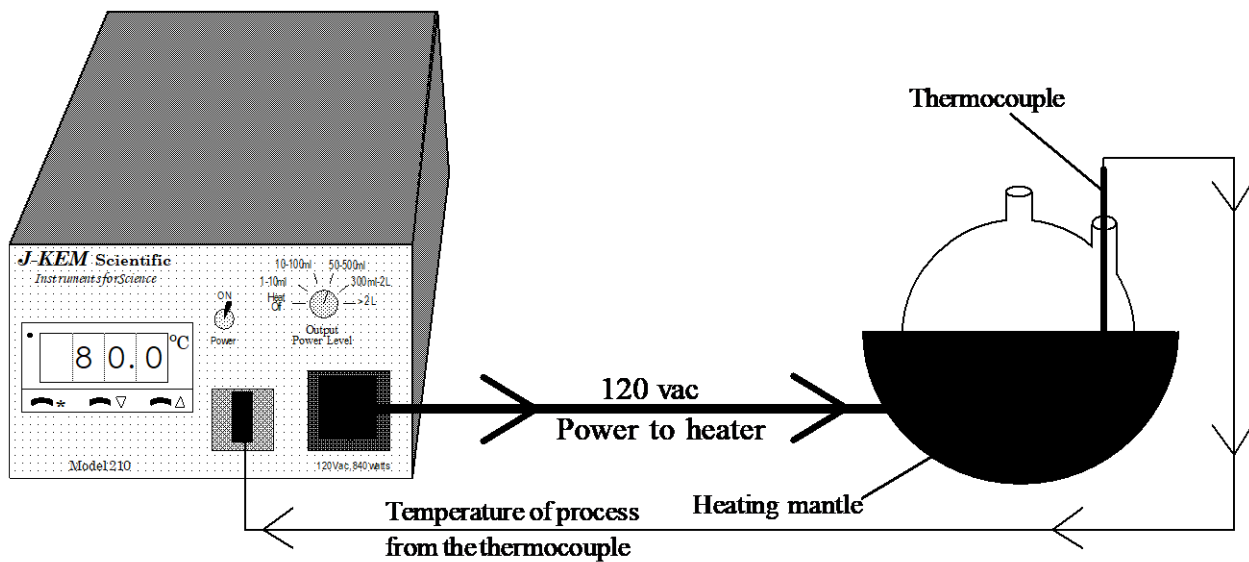 Thermocouple
J-KEM Scientific
Instruments for Science
10-100ml 50-500ml
1-10ml 300ml-2L
Heat Off >2L
ON
Power
Output
Power Level
80.0 °C
* ▽ △
Model 210
120Vac, 840 watts
120 vac
Power to heater
Heating mantle
Temperature of process
from the thermocouple